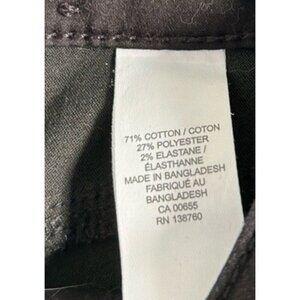 71% COTTON / COTON
27% POLYESTER
2% ELASTANE /
ÉLASTHANNE
MADE IN BANGLADESH
FABRIQUÉ AU
BANGLADESH
CA 00655
RN 138760